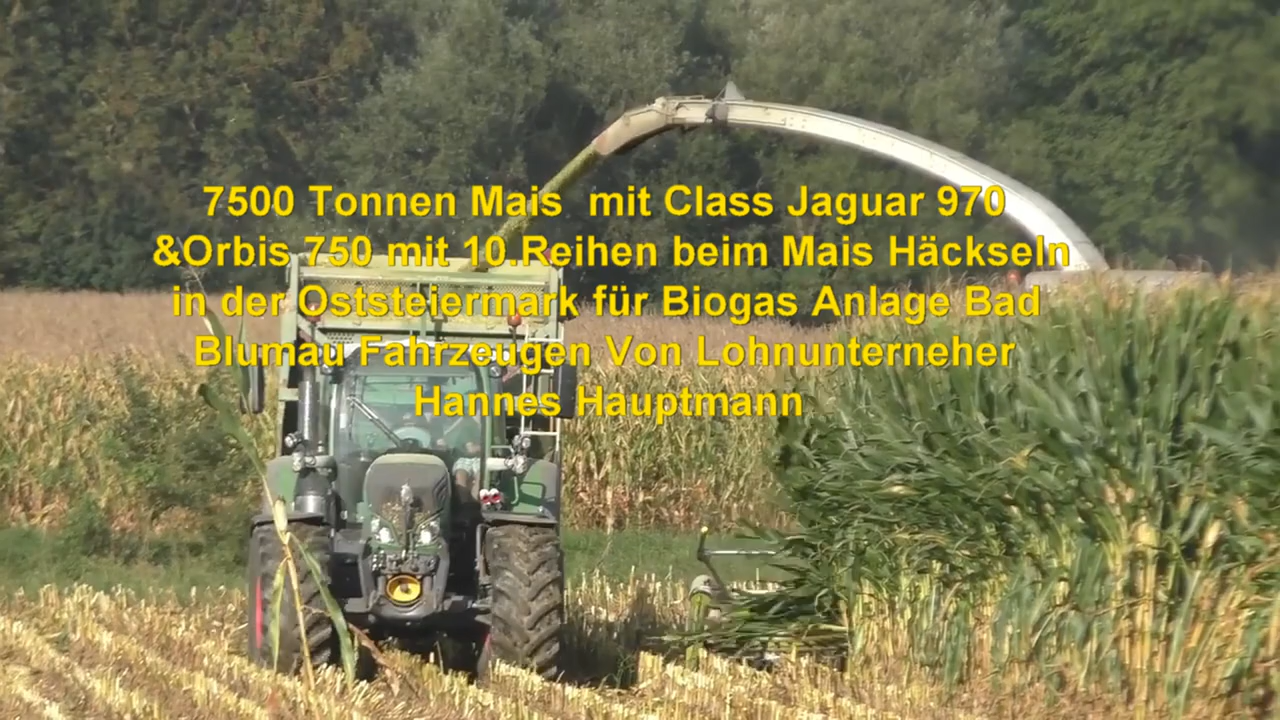 7500 Tonnen Mais  mit Class Jaguar 970
&Orbis 750 mit 10.Reihen beim Mais Häckseln
in der Oststeiermark für Biogas Anlage Bad
Blumau Fahrzeugen Von Lohnunterneher
Hannes Hauptmann